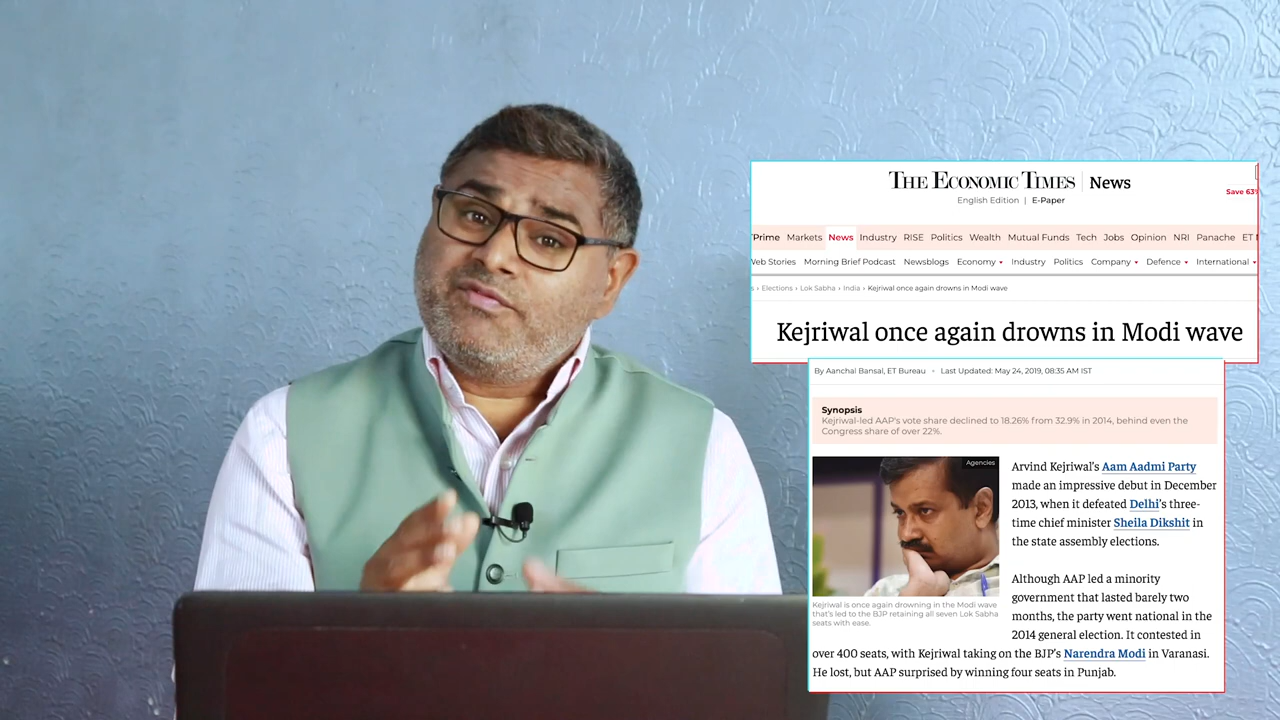 THE ECONOMIC TIMES | News
English Edition | E-Paper
Save 63%
Prime Markets News Industry RISE Politics Wealth Mutual Funds Tech Jobs Opinion NRI Panache ET
Web Stories Morning Brief Podcast Newsblogs Economy Industry Politics Company Defence International
› Elections › Lok Sabha › India › Kejriwal once again drowns in Modi wave
Kejriwal once again drowns in Modi wave
By Aanchal Bansal, ET Bureau • Last Updated: May 24, 2019, 08:35 AM IST
Synopsis
Kejriwal-led AAP's vote share declined to 18.26% from 32.9% in 2014, behind even the
Congress share of over 22%.
Agencies
Kejriwal is once again drowning in the Modi wave
that's led to the BJP retaining all seven Lok Sabha
seats with ease.
Arvind Kejriwal's Aam Aadmi Party
made an impressive debut in December
2013, when it defeated Delhi's three-
time chief minister Sheila Dikshit in
the state assembly elections.
Although AAP led a minority
government that lasted barely two
months, the party went national in the
2014 general election. It contested in
over 400 seats, with Kejriwal taking on the BJP's Narendra Modi in Varanasi.
He lost, but AAP surprised by winning four seats in Punjab.